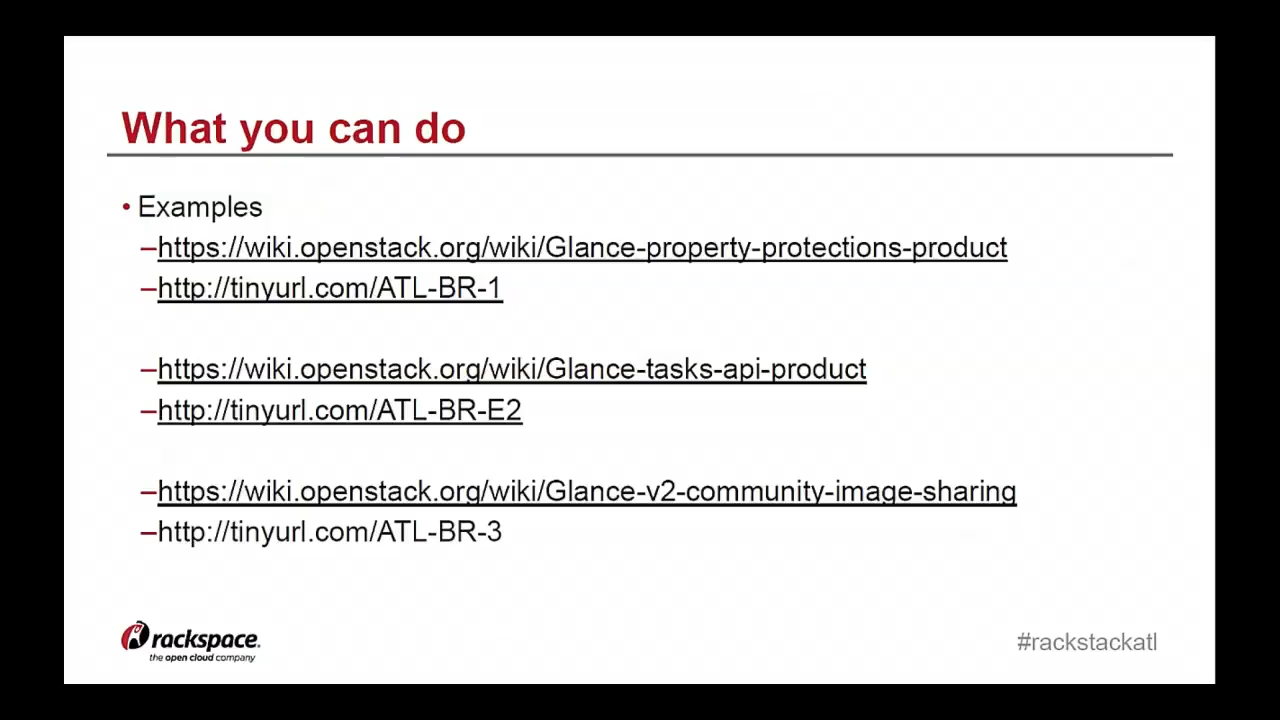 What you can do
• Examples
–https://wiki.openstack.org/wiki/Glance-property-protections-product
–http://tinyurl.com/ATL-BR-1
–https://wiki.openstack.org/wiki/Glance-tasks-api-product
–http://tinyurl.com/ATL-BR-E2
–https://wiki.openstack.org/wiki/Glance-v2-community-image-sharing
–http://tinyurl.com/ATL-BR-3
rackspace.
the open cloud company
#rackstackatl